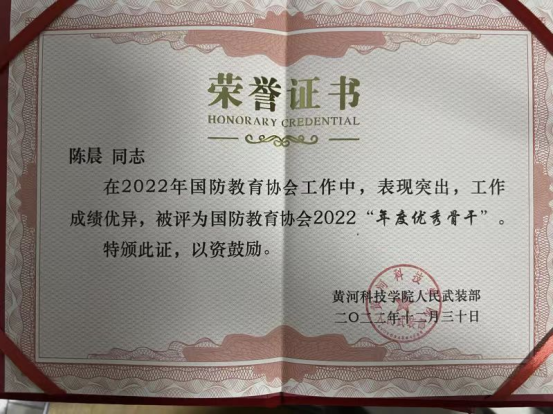 荣誉证书
HONORARY CREDENTIAL
陈晨 同志
在2022年国防教育协会工作中，表现突出，工作
成绩优异，被评为国防教育协会2022“年度优秀骨干”。
特颁此证，以资鼓励。
黄河科技学院人民武装部
二〇二二年十二月三十日